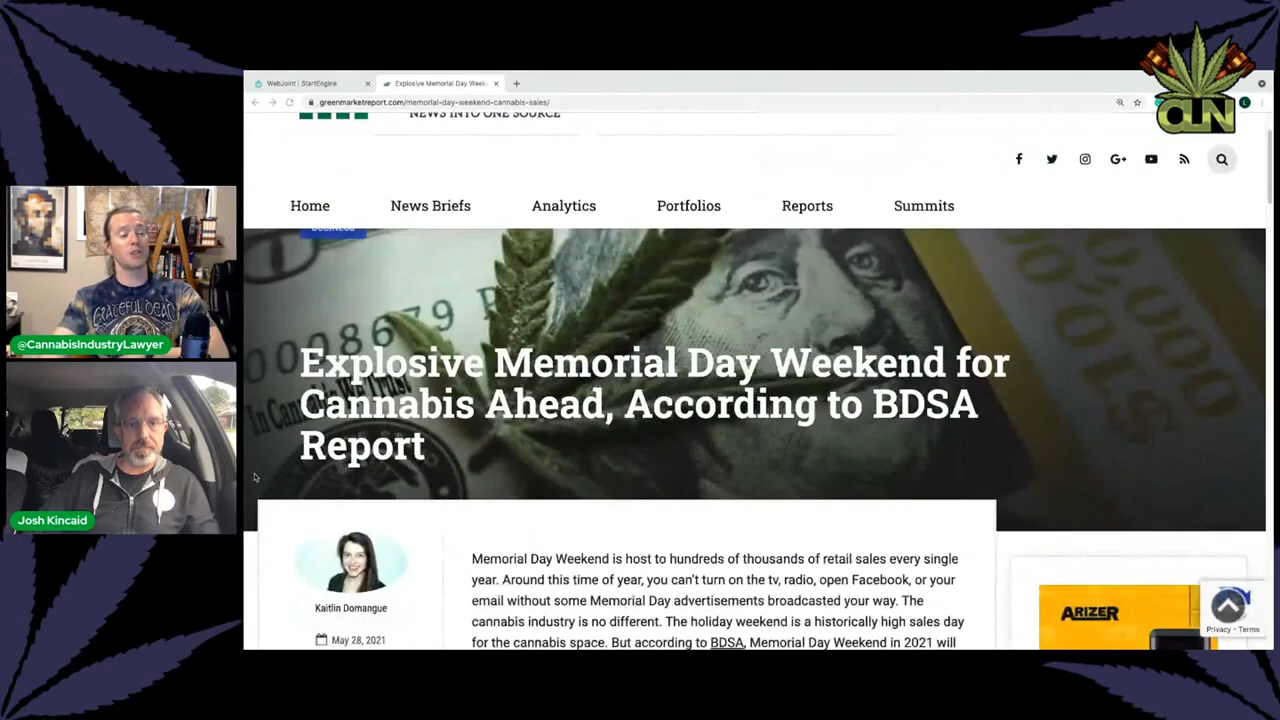 CLN
WebJoint | StartEngine
Explosive Memorial Day Week
greenmarketreport.com/memorial-day-weekend-cannabis-sales/
NEWS INTO ONE SOURCE
Home
News Briefs
Analytics
Portfolios
Reports
Summits
BUSINESS
Explosive Memorial Day Weekend for
Cannabis Ahead, According to BDSA
Report
Kaitlin Domangue
May 28, 2021
Memorial Day Weekend is host to hundreds of thousands of retail sales every single
year. Around this time of year, you can't turn on the tv, radio, open Facebook, or your
email without some Memorial Day advertisements broadcasted your way. The
cannabis industry is no different. The holiday weekend is a historically high sales day
for the cannabis space. But according to BDSA, Memorial Day Weekend in 2021 will
ARIZER
Privacy - Terms
GRATEFUL DEAD
@CannabisIndustryLawyer
Josh Kincaid